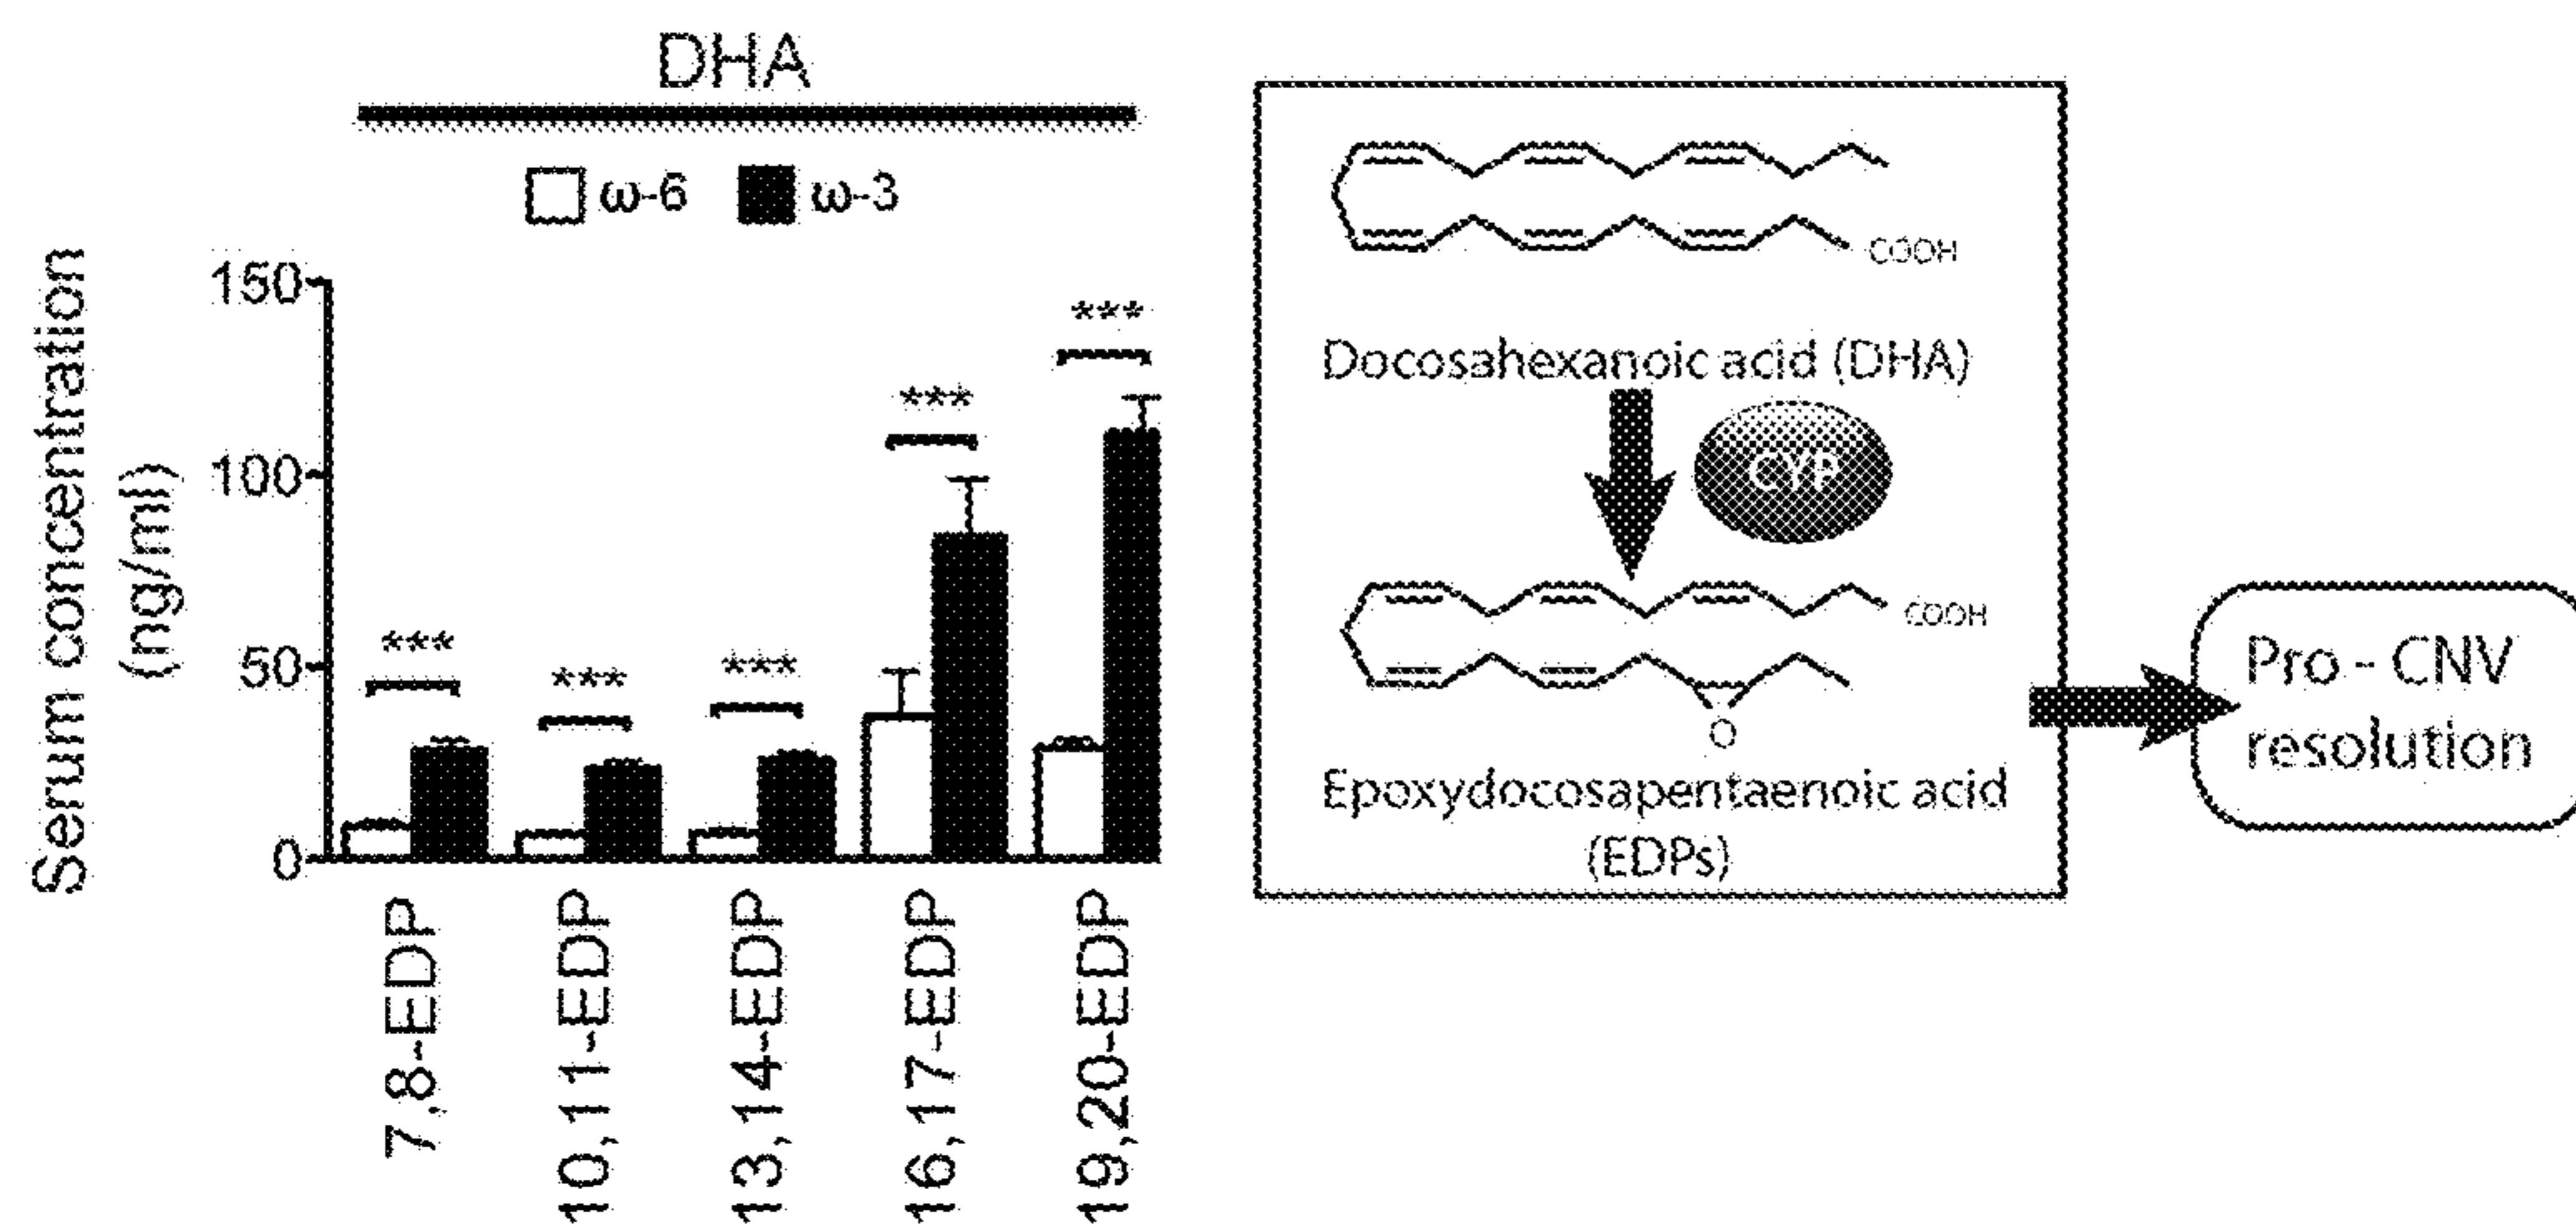 DHA
ω-6 ω-3
Serum concentration
(ng/ml)
150
100
50
0
***
***
***
***
***
7,8-EDP
10,11-EDP
13,14-EDP
16,17-EDP
19,20-EDP
COOH
Docosahexanoic acid (DHA)
CYP
COOH
O
Epoxydocosapentaenoic acid
(EDPs)
Pro - CNV
resolution